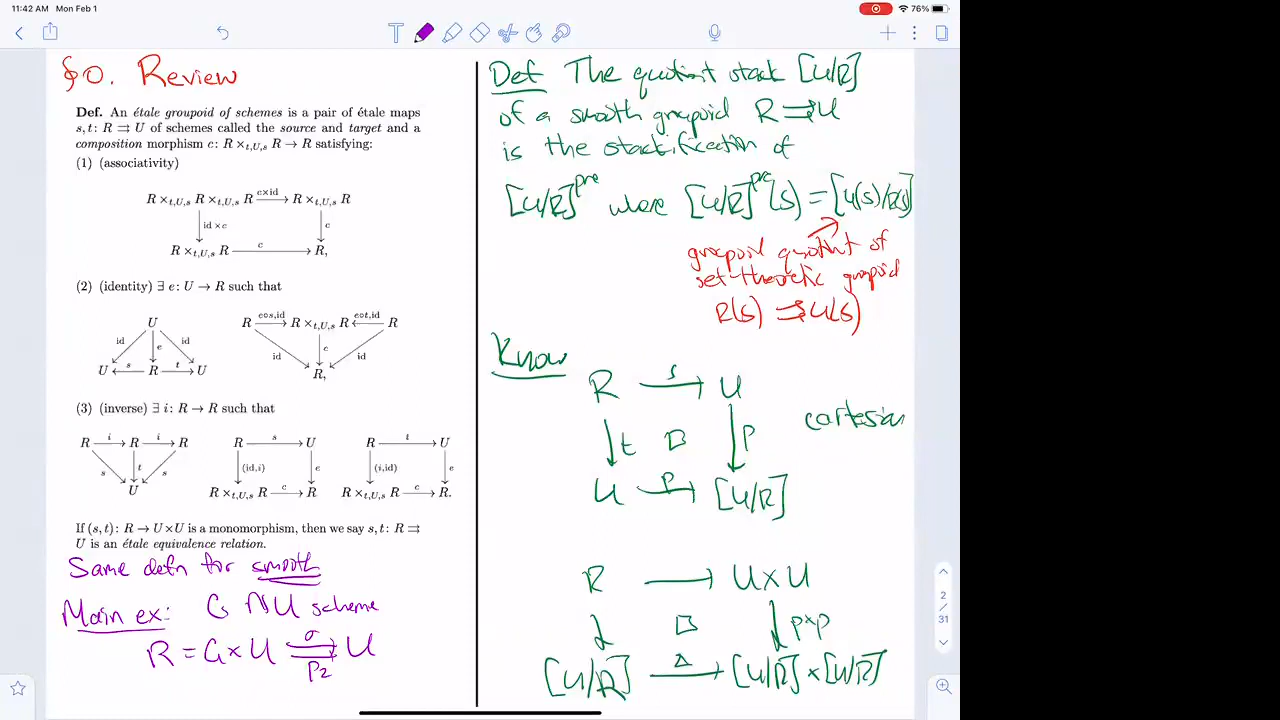 11:42 AM Mon Feb 1
76%
§0. Review
Def. An étale groupoid of schemes is a pair of étale maps
s, t: R ⇉ U of schemes called the source and target and a
composition morphism c: R ×t,U,s R → R satisfying:
(1) (associativity)
R ×t,U,s R ×t,U,s R c×id R ×t,U,s R
id ×c c
R ×t,U,s R c R,
(2) (identity) ∃ e: U → R such that
U R e∘s,id R ×t,U,s R e∘t,id R
id e id id c id
U s R t U R,
(3) (inverse) ∃ i: R → R such that
R i R i R R s U R t U
s t s (id,i) e (i,id) e
U R ×t,U,s R c R R ×t,U,s R c R.
If (s, t): R → U×U is a monomorphism, then we say s, t: R ⇉
U is an étale equivalence relation.
Same defn for smooth
Main ex: G ↷ U scheme
R = G × U ⇉ U
σ
p2
Def The quotient stack [U/R]
of a smooth groupoid R ⇉ U
is the stackification of
[U/R]^pre where [U/R]^pre(S) = [U(S)/R(S)]
groupoid quotient of
set-theoretic groupoid
R(S) ⇉ U(S)
Know
R s U
t □ p cartesian
U p [U/R]
R → U×U
□ p×p
[U/R] Δ [U/R]×[U/R]
2
/
31